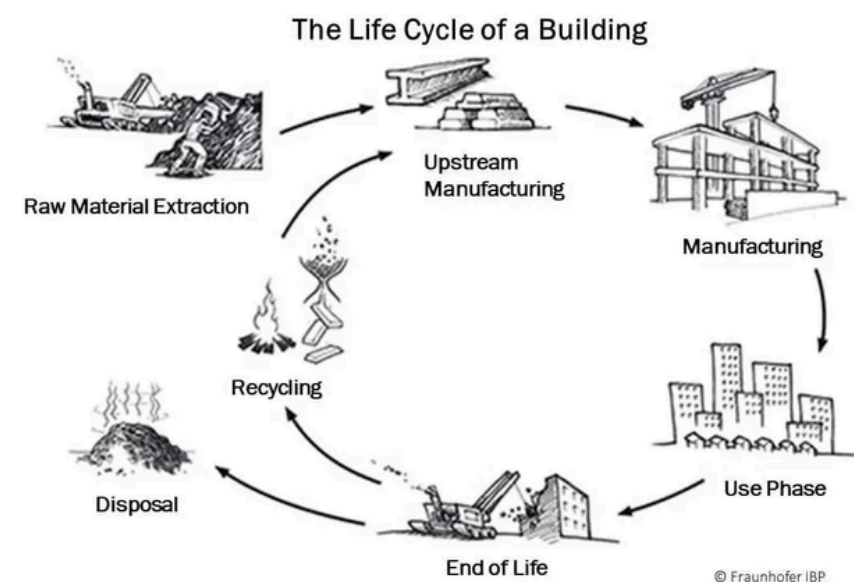 The Life Cycle of a Building
Raw Material Extraction
Upstream
Manufacturing
Manufacturing
Use Phase
End of Life
Disposal
Recycling
© Fraunhofer IBP